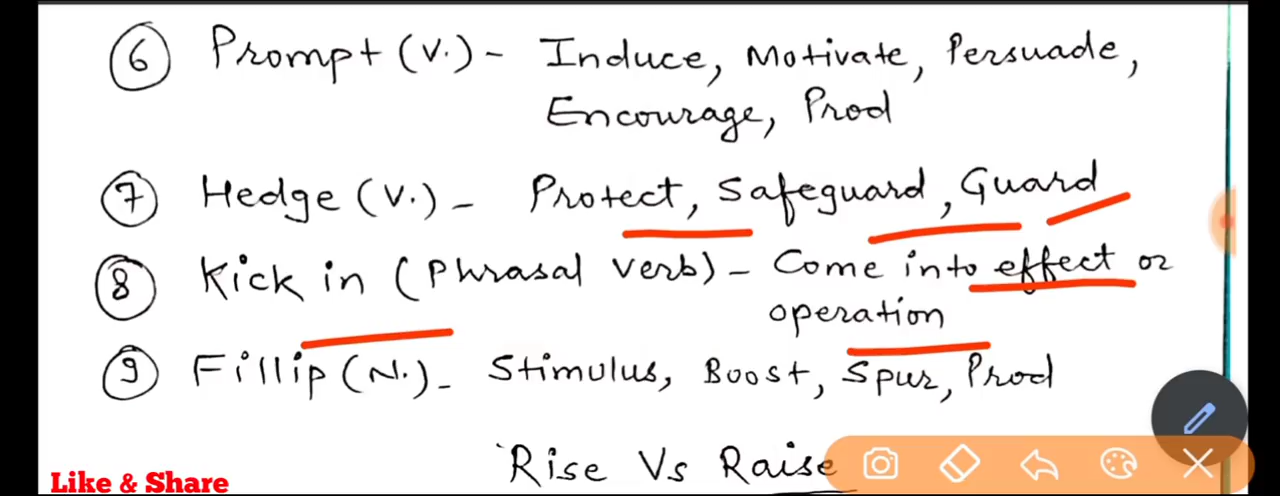 6 Prompt (V.) - Induce, Motivate, Persuade,
Encourage, Prod
7 Hedge (V.) - Protect, Safeguard, Guard
8 Kick in (Phrasal Verb) - Come into effect or
operation
9 Fillip (N.) - Stimulus, Boost, Spur, Prod
Rise Vs Raise
Like & Share